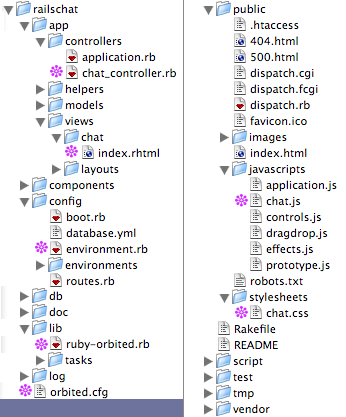 railschat
app
controllers
application.rb
chat_controller.rb
helpers
models
views
chat
index.rhtml
layouts
components
config
boot.rb
database.yml
environment.rb
environments
routes.rb
db
doc
lib
ruby-orbited.rb
tasks
log
orbited.cfg
public
.htaccess
404.html
500.html
dispatch.cgi
dispatch.fcgi
dispatch.rb
favicon.ico
images
index.html
javascripts
application.js
chat.js
controls.js
dragdrop.js
effects.js
prototype.js
robots.txt
stylesheets
chat.css
Rakefile
README
script
test
tmp
vendor